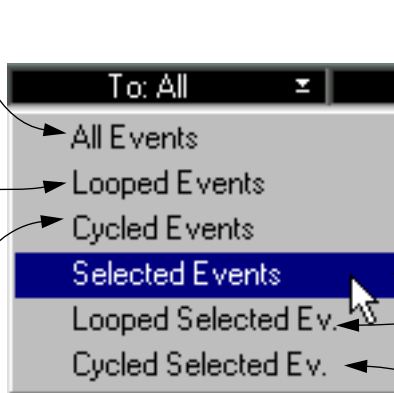 To: All
All Events
Looped Events
Cycled Events
Selected Events
Looped Selected Ev.
Cycled Selected Ev.